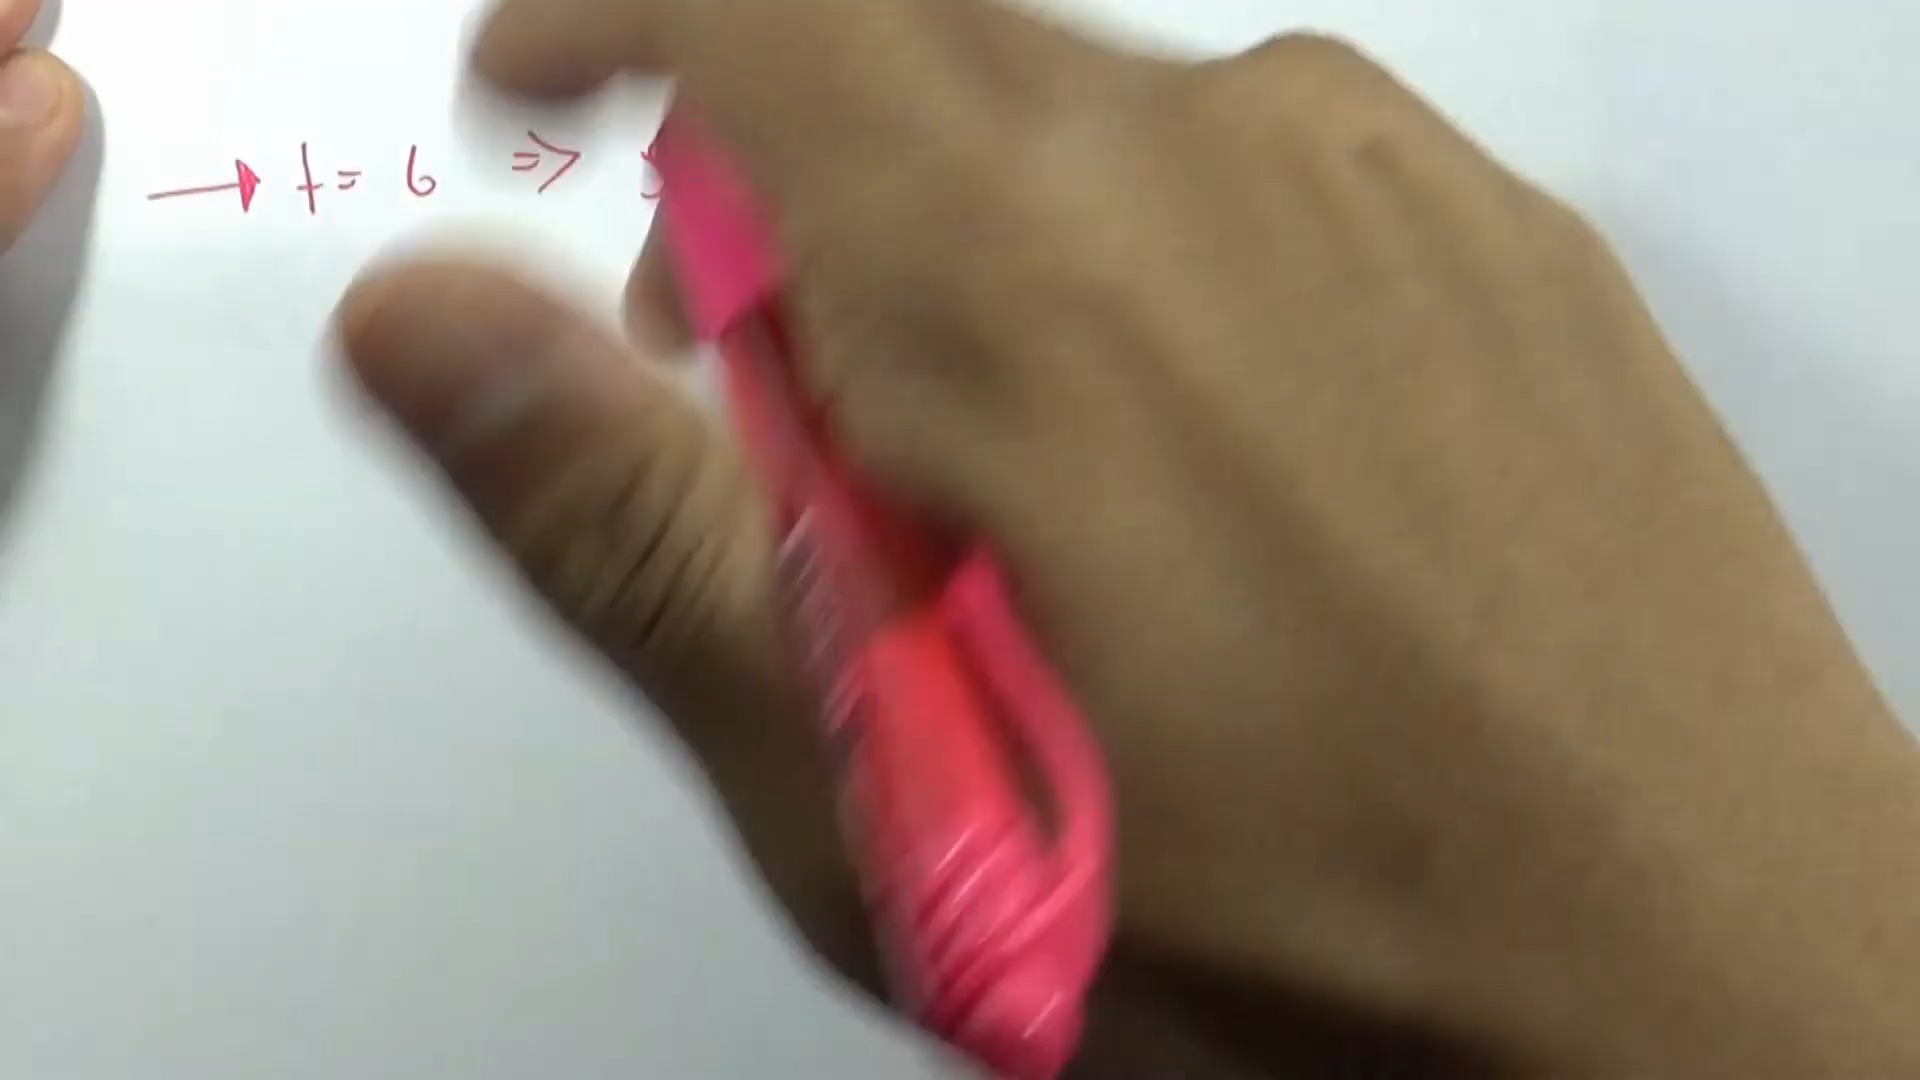 → t = 6 ⇒